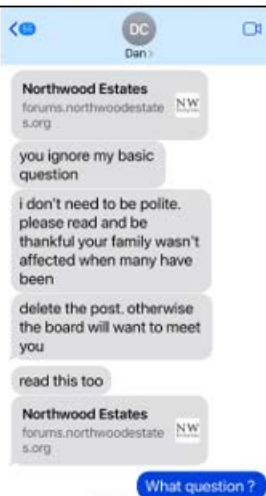 DC
Dan >
Northwood Estates
forums.northwoodestate
s.org
NW
you ignore my basic
question
i don't need to be polite.
please read and be
thankful your family wasn't
affected when many have
been
delete the post. otherwise
the board will want to meet
you
read this too
Northwood Estates
forums.northwoodestate
s.org
NW
What question ?